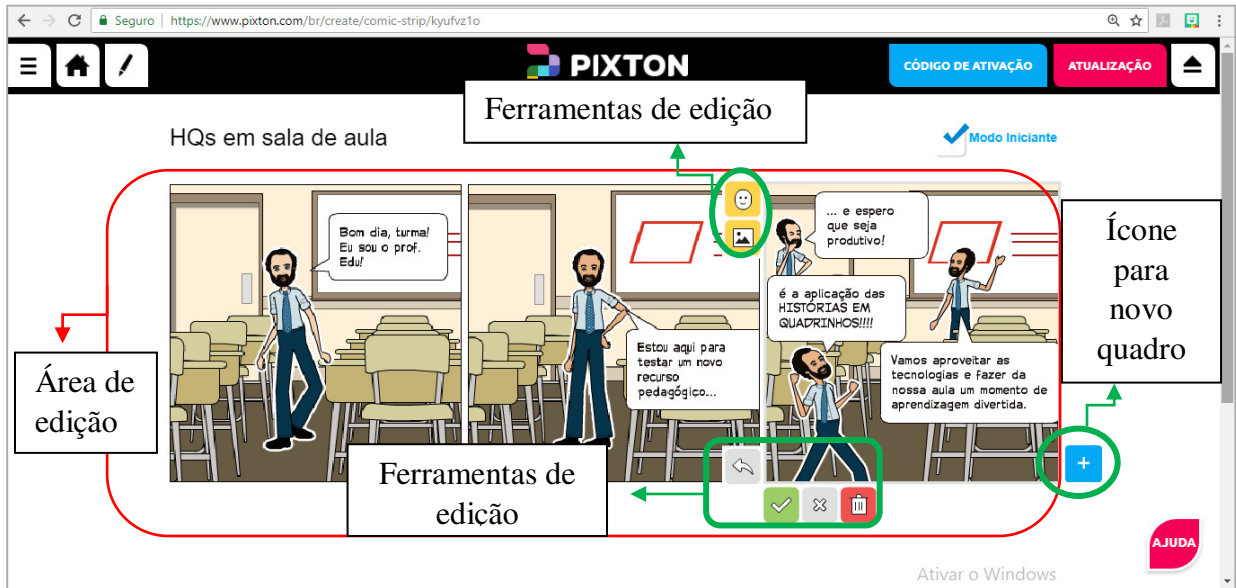 Seguro
https://www.pixton.com/br/create/comic-strip/kyufvz1o
PIXTON
CÓDIGO DE ATIVAÇÃO
ATUALIZAÇÃO
Ferramentas de edição
HQs em sala de aula
Modo Iniciante
Bom dia, turma!
Eu sou o prof.
Edu!
Estou aqui para
testar um novo
recurso
pedagógico...
... e espero
que seja
produtivo!
é a aplicação das
HISTÓRIAS EM
QUADRINHOS!!!!
Vamos aproveitar as
tecnologias e fazer da
nossa aula um momento de
aprendizagem divertida.
Ícone
para
novo
quadro
Área de
edição
Ferramentas de
edição
AJUDA
Ativar o Windows